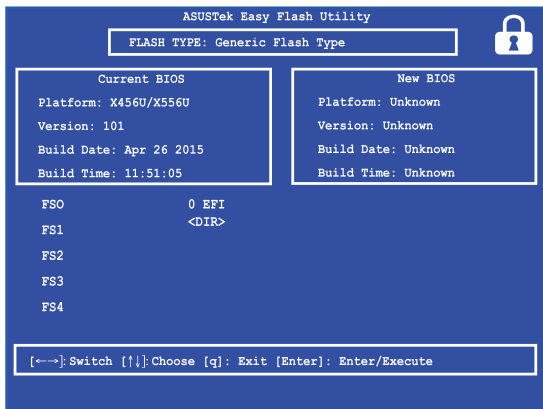 ASUSTek Easy Flash Utility
FLASH TYPE: Generic Flash Type
Current BIOS
Platform: X456U/X556U
Version: 101
Build Date: Apr 26 2015
Build Time: 11:51:05
New BIOS
Platform: Unknown
Version: Unknown
Build Date: Unknown
Build Time: Unknown
FSO
FS1
FS2
FS3
FS4
0 EFI
<DIR>
[←→]: Switch [↑↓]: Choose [q]: Exit [Enter]: Enter/Execute